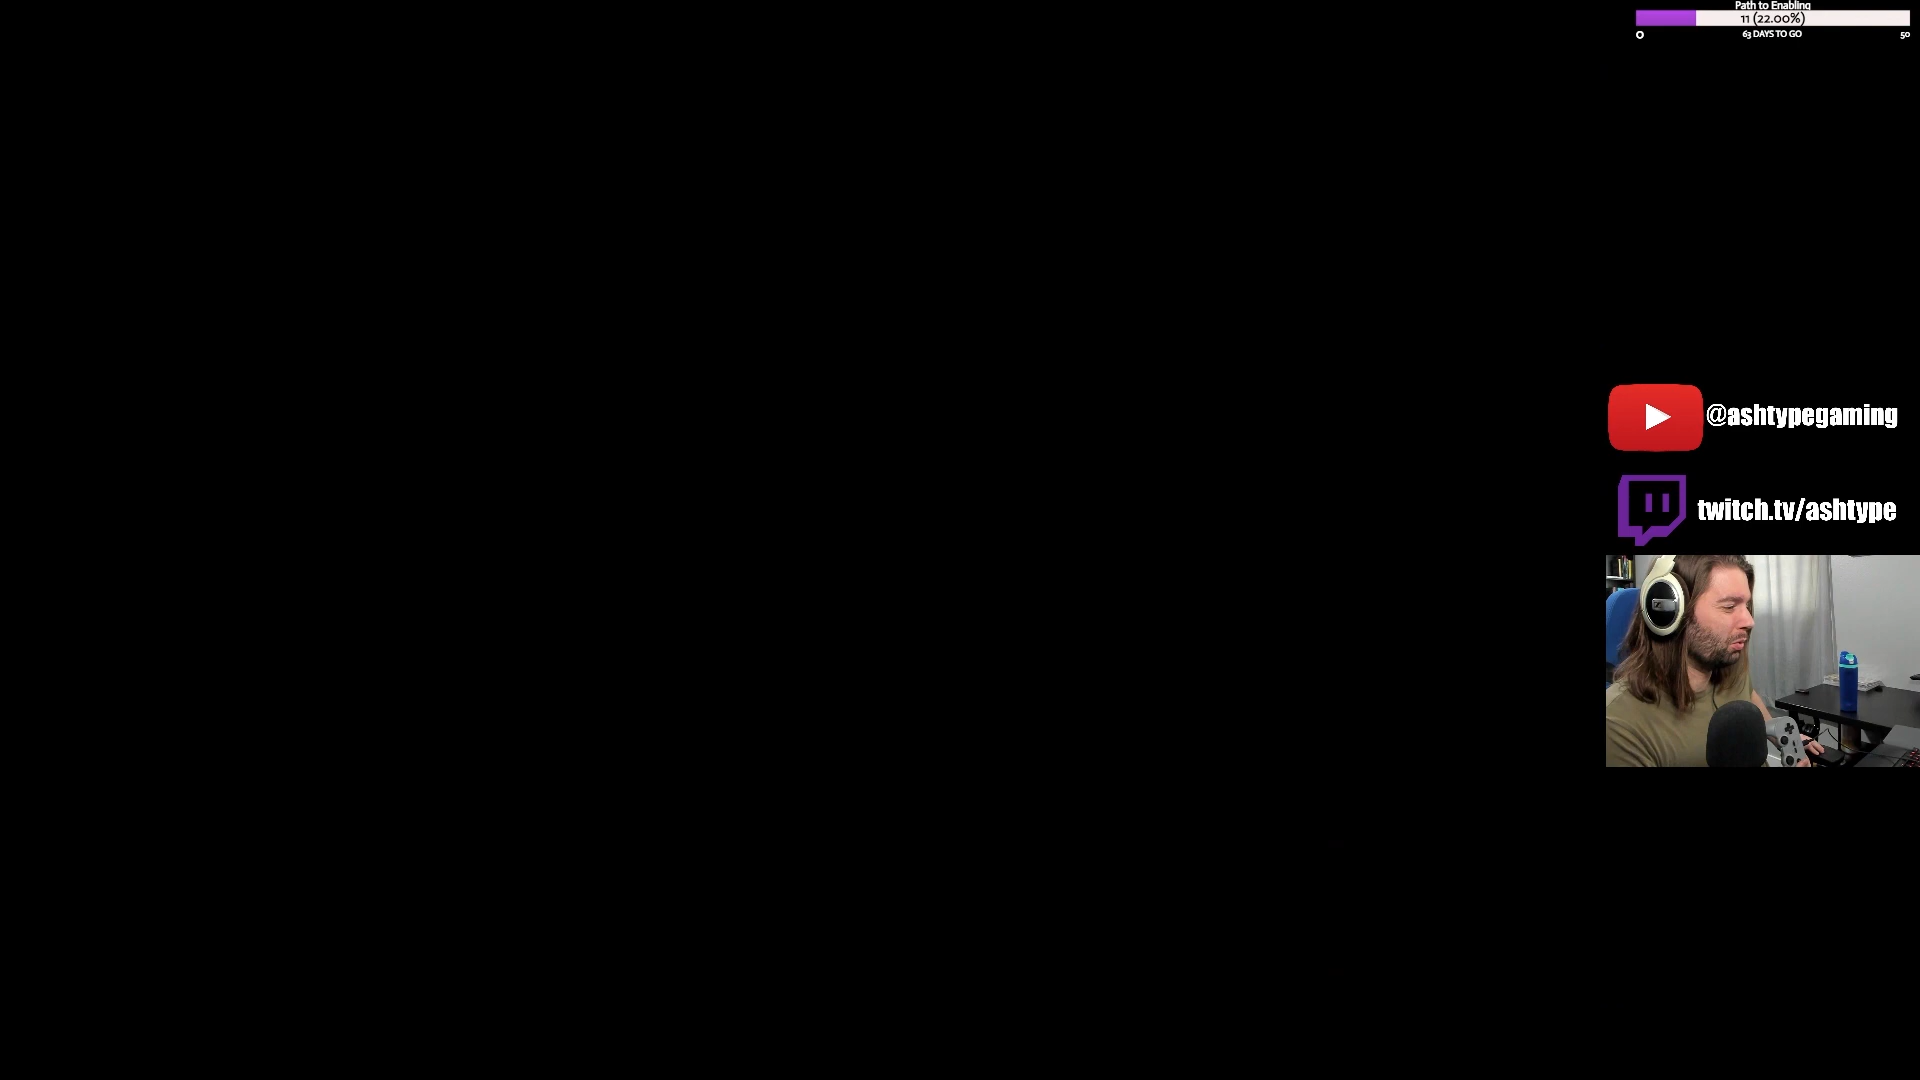 Path to Enabling
11 (22.00%)
0
63 DAYS TO GO
50
@ashtypegaming
twitch.tv/ashtype